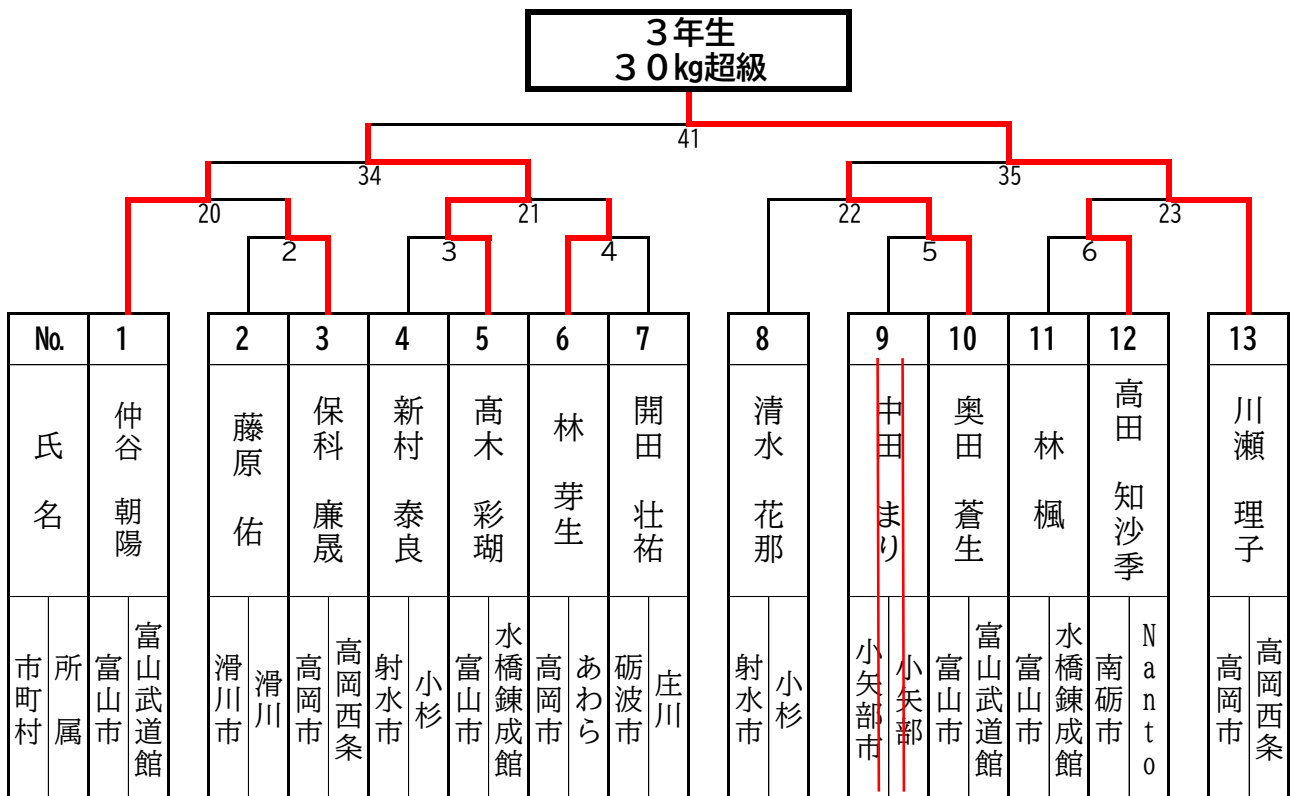 ３年生
３０kg超級
41
34
35
20
21
22
23
2
3
4
5
6
No.
1
2
3
4
5
6
7
8
9
10
11
12
13
氏名
仲谷 朝陽
藤原 佑
保科 廉晟
新村 泰良
髙木 彩瑚
林 芽生
開田 壮祐
清水 花那
中田 まり
奥田 蒼生
林 楓
高田 知沙季
川瀬 理子
市町村
所属
富山市
富山武道館
滑川市
滑川
高岡市
高岡西条
射水市
小杉
富山市
水橋錬成館
高岡市
あわら
砺波市
庄川
射水市
小杉
小矢部市
小矢部
富山市
富山武道館
富山市
水橋錬成館
南砺市
Nanto
高岡市
高岡西条